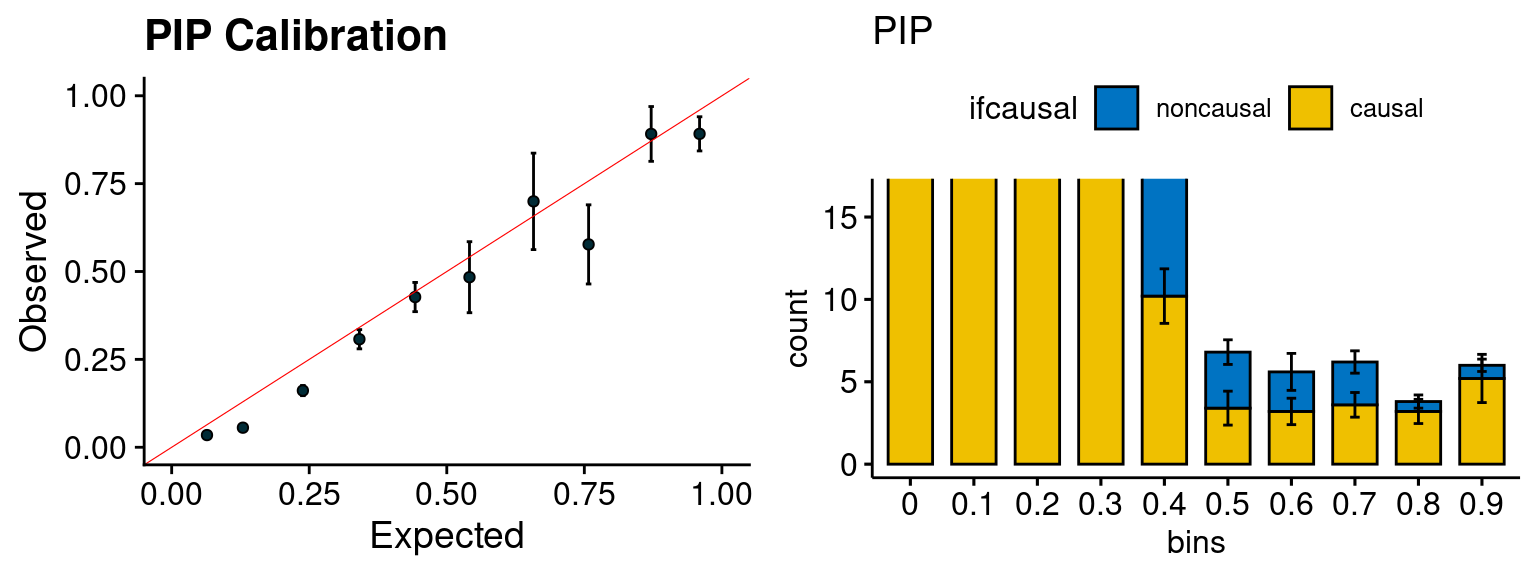 PIP Calibration
1.00
0.75
0.50
0.25
0.00
Observed
0.00 0.25 0.50 0.75 1.00
Expected
PIP
ifcausal noncausal causal
15
10
5
0
count
0 0.1 0.2 0.3 0.4 0.5 0.6 0.7 0.8 0.9
bins